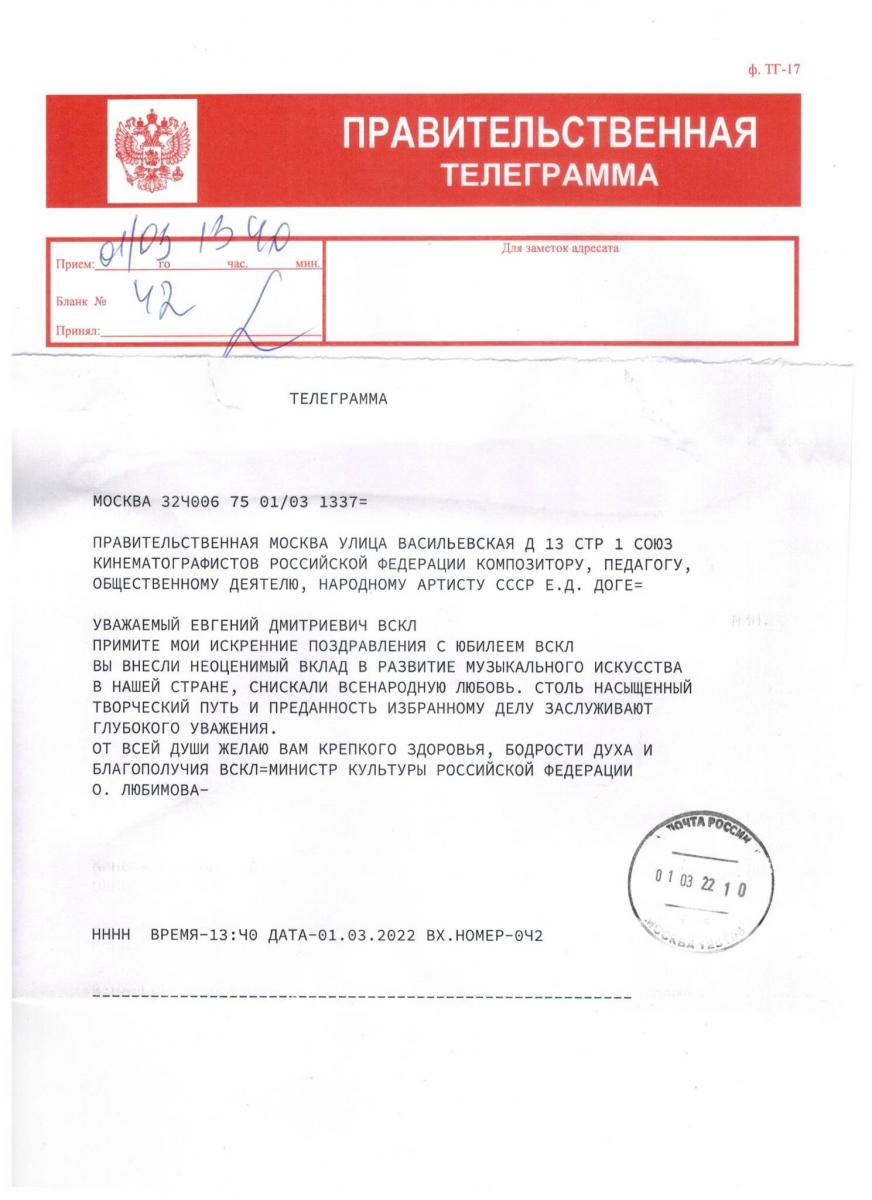 ф. ТГ-17
ПРАВИТЕЛЬСТВЕННАЯ
ТЕЛЕГРАММА
01/03 13 40
Прием: го час. мин.
Бланк № 42
Принял:
Для заметок адресата
ТЕЛЕГРАММА
МОСКВА 32Ч006 75 01/03 1337=
ПРАВИТЕЛЬСТВЕННАЯ МОСКВА УЛИЦА ВАСИЛЬЕВСКАЯ Д 13 СТР 1 СОЮЗ
КИНЕМАТОГРАФИСТОВ РОССИЙСКОЙ ФЕДЕРАЦИИ КОМПОЗИТОРУ, ПЕДАГОГУ,
ОБЩЕСТВЕННОМУ ДЕЯТЕЛЮ, НАРОДНОМУ АРТИСТУ СССР Е.Д. ДОГЕ=
УВАЖАЕМЫЙ ЕВГЕНИЙ ДМИТРИЕВИЧ ВСКЛ
ПРИМИТЕ МОИ ИСКРЕННИЕ ПОЗДРАВЛЕНИЯ С ЮБИЛЕЕМ ВСКЛ
ВЫ ВНЕСЛИ НЕОЦЕНИМЫЙ ВКЛАД В РАЗВИТИЕ МУЗЫКАЛЬНОГО ИСКУССТВА
В НАШЕЙ СТРАНЕ, СНИСКАЛИ ВСЕНАРОДНУЮ ЛЮБОВЬ. СТОЛЬ НАСЫЩЕННЫЙ
ТВОРЧЕСКИЙ ПУТЬ И ПРЕДАННОСТЬ ИЗБРАННОМУ ДЕЛУ ЗАСЛУЖИВАЮТ
ГЛУБОКОГО УВАЖЕНИЯ.
ОТ ВСЕЙ ДУШИ ЖЕЛАЮ ВАМ КРЕПКОГО ЗДОРОВЬЯ, БОДРОСТИ ДУХА И
БЛАГОПОЛУЧИЯ ВСКЛ=МИНИСТР КУЛЬТУРЫ РОССИЙСКОЙ ФЕДЕРАЦИИ
О. ЛЮБИМОВА-
ПОЧТА РОССИИ
01 03 22 10
МОСКВА
НННН ВРЕМЯ-13:Ч0 ДАТА-01.03.2022 ВХ.НОМЕР-0Ч2